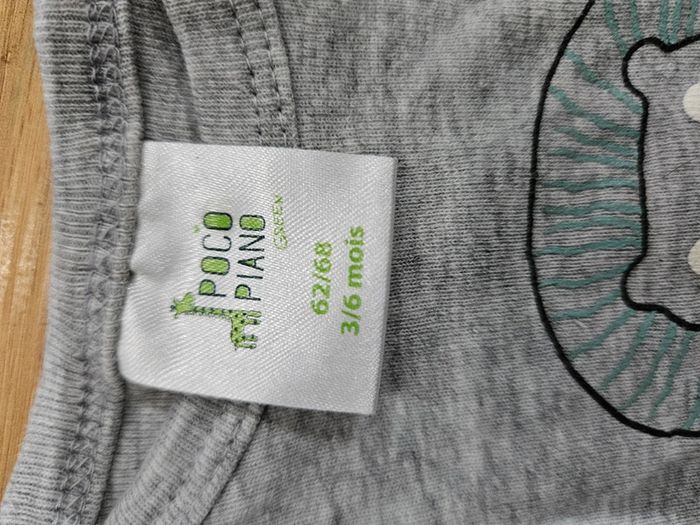 POCO
PIANO
GREEN
62/68
3/6 mois